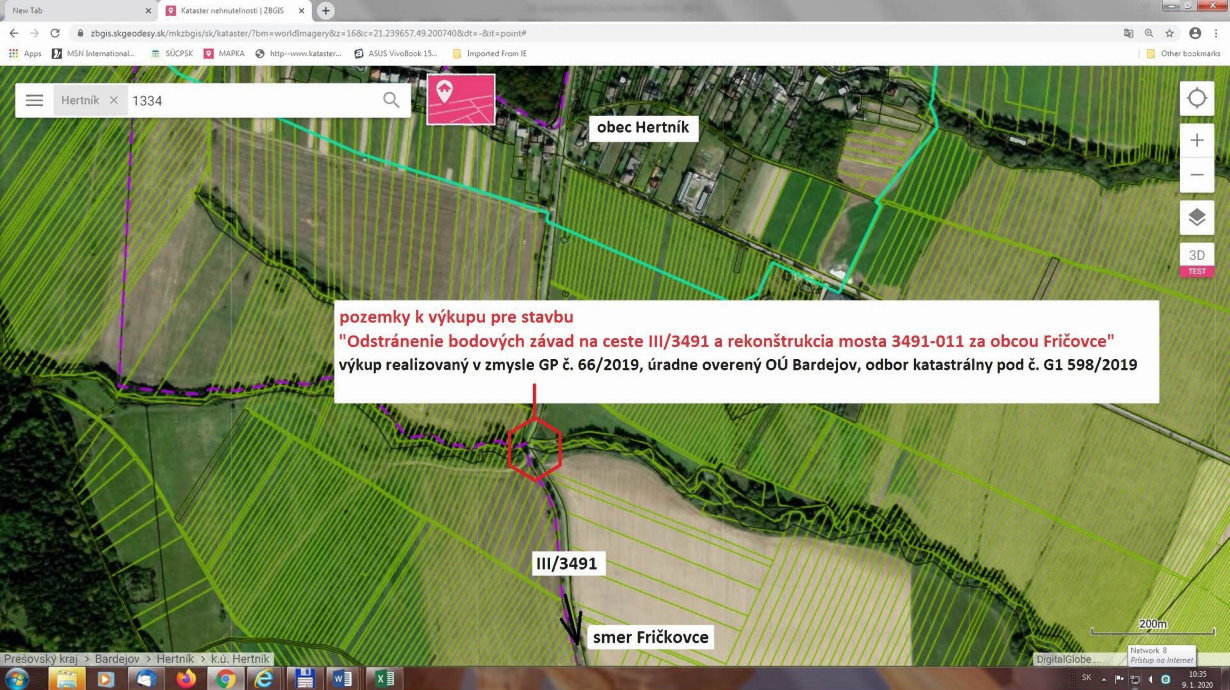 New Tab
Kataster nehnuteľností | ZBGIS
zbgis.skgeodesy.sk/mkzbgis/sk/kataster/?bm=worldImagery&z=16&c=21.239657,49.200740&dt=-&it=point#
Apps MSN International... SÚCPSK MAPKA http--www.kataster... ASUS VivoBook 15... Imported From IE Other bookmarks
Hertník × 1334
obec Hertník
3D
TEST
pozemky k výkupu pre stavbu
"Odstránenie bodových závad na ceste III/3491 a rekonštrukcia mosta 3491-011 za obcou Fričovce"
výkup realizovaný v zmysle GP č. 66/2019, úradne overený OÚ Bardejov, odbor katastrálny pod č. G1 598/2019
III/3491
smer Fričkovce
200m
Prešovský kraj > Bardejov > Hertník > k.ú. Hertník
DigitalGlobe ...
Network 8
Prístup na Internet
SK
10:35
9. 1. 2020